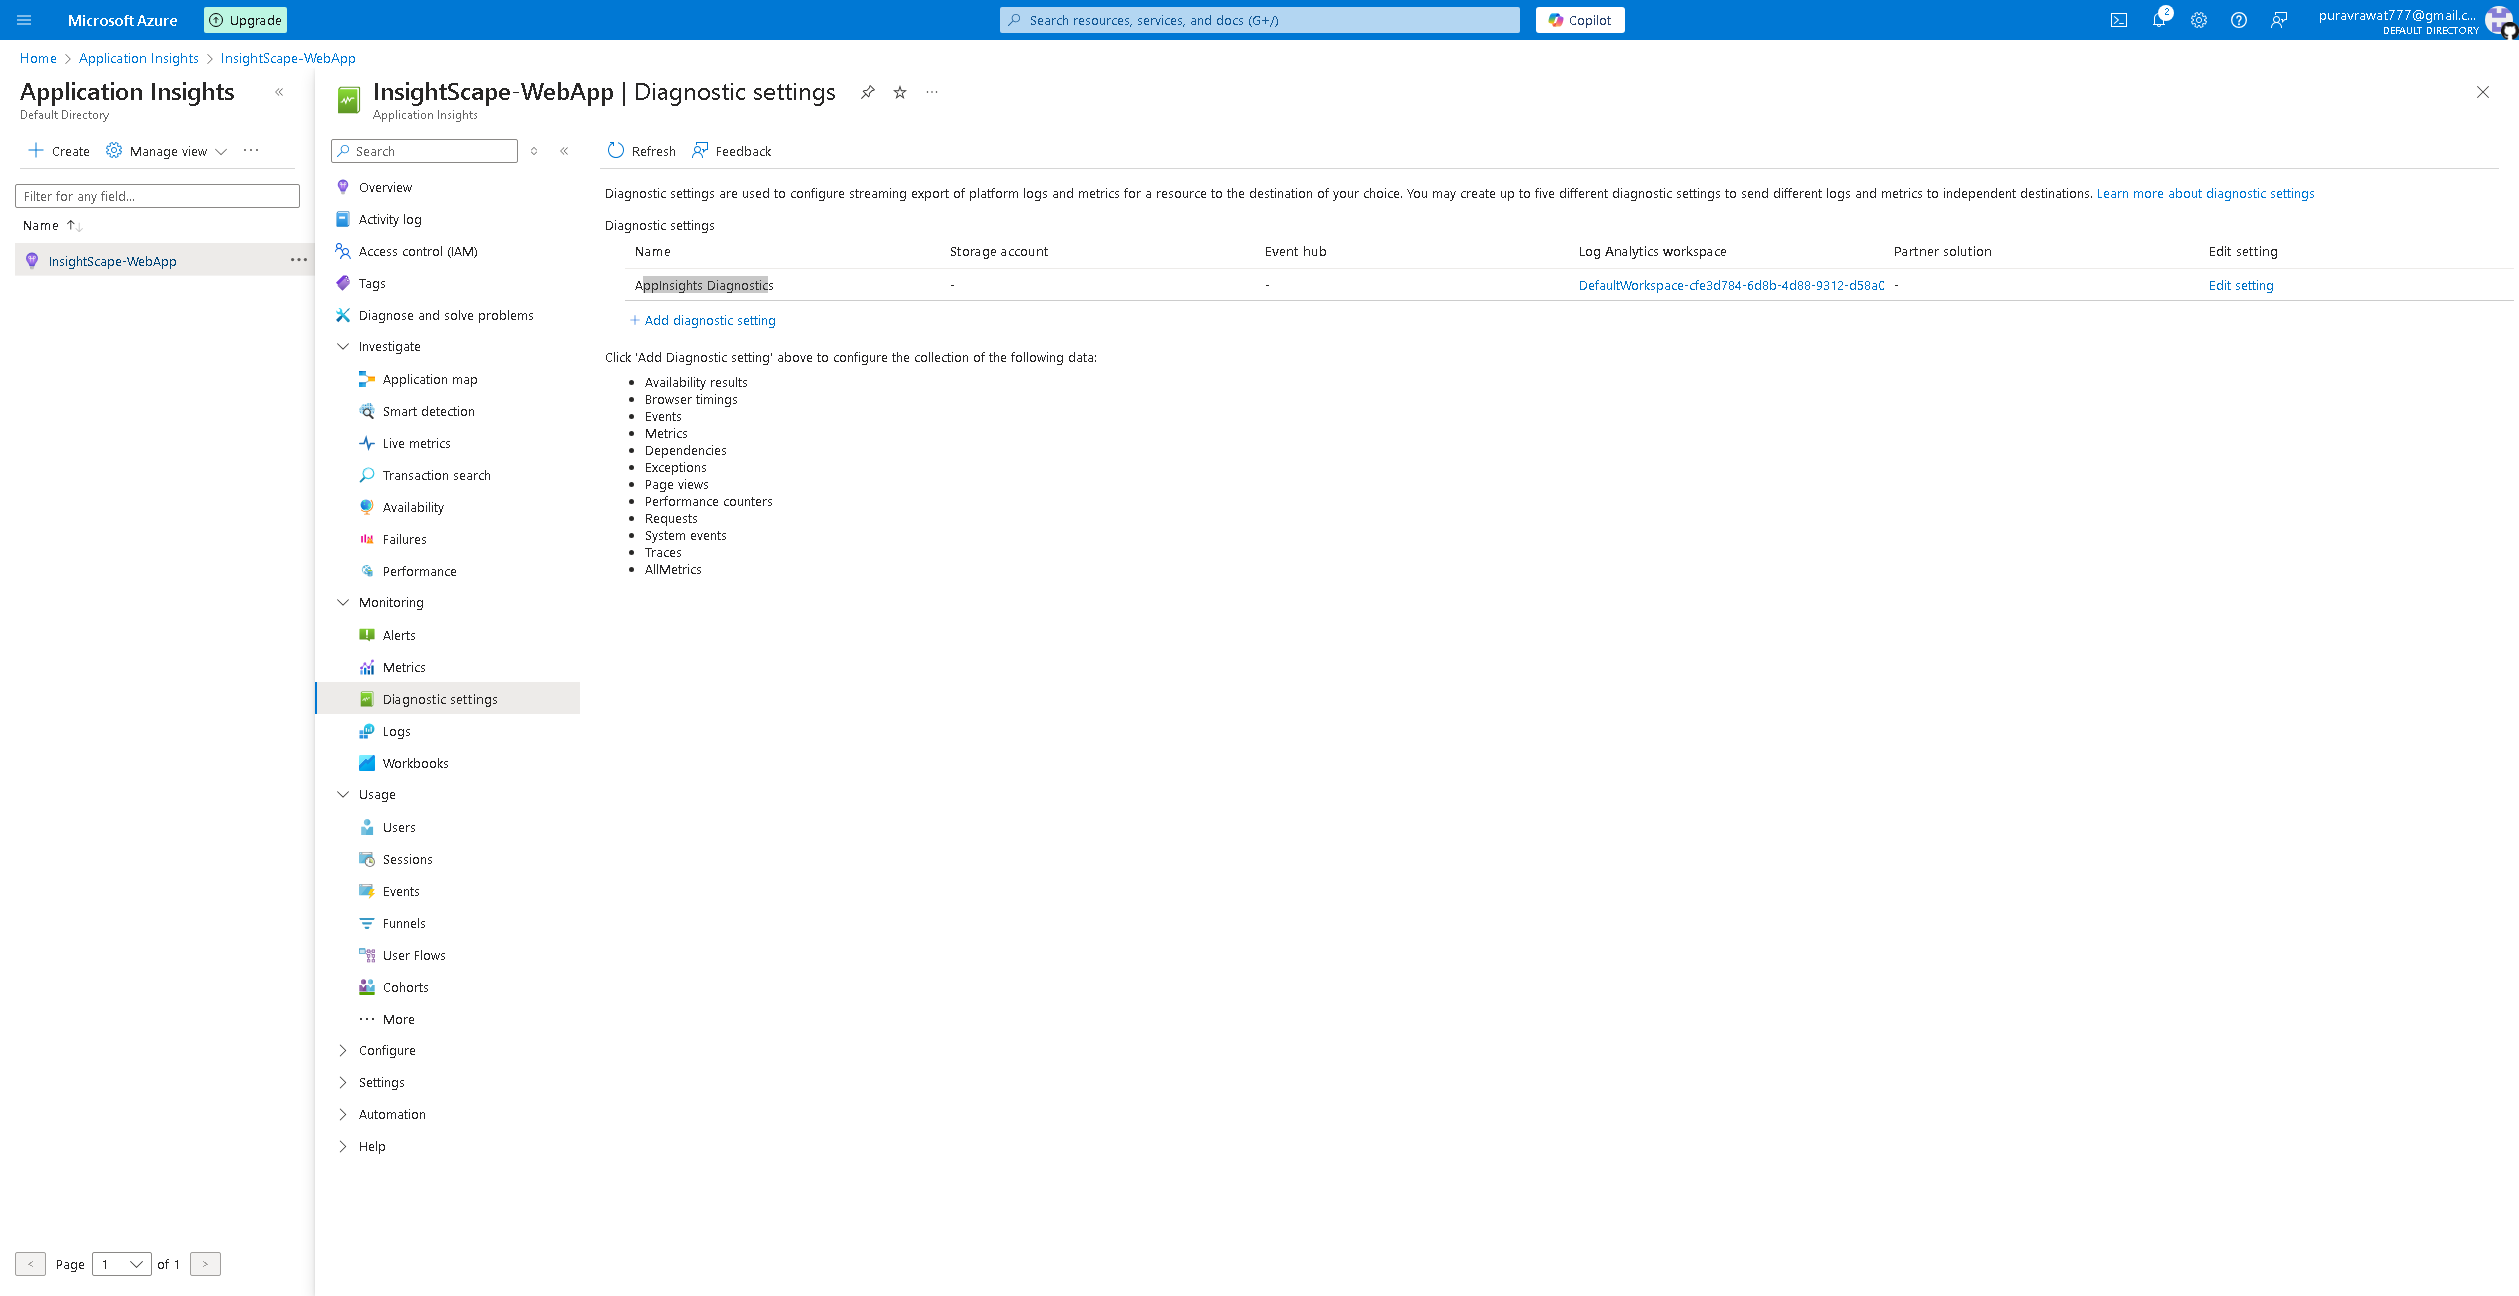 Microsoft Azure
Upgrade
Search resources, services, and docs (G+/)
Copilot
2
puravrawat777@gmail.c...
DEFAULT DIRECTORY
Home > Application Insights > InsightScape-WebApp
Application Insights
Default Directory
Create
Manage view
Filter for any field...
Name
InsightScape-WebApp
< Page 1 of 1 >
InsightScape-WebApp | Diagnostic settings
Application Insights
Search
Overview
Activity log
Access control (IAM)
Tags
Diagnose and solve problems
Investigate
Application map
Smart detection
Live metrics
Transaction search
Availability
Failures
Performance
Monitoring
Alerts
Metrics
Diagnostic settings
Logs
Workbooks
Usage
Users
Sessions
Events
Funnels
User Flows
Cohorts
More
Configure
Settings
Automation
Help
Refresh
Feedback
Diagnostic settings are used to configure streaming export of platform logs and metrics for a resource to the destination of your choice. You may create up to five different diagnostic settings to send different logs and metrics to independent destinations. Learn more about diagnostic settings
Diagnostic settings
Name Storage account Event hub Log Analytics workspace Partner solution Edit setting
AppInsights Diagnostics - - DefaultWorkspace-cfe3d784-6d8b-4d88-9312-d58a0 - Edit setting
+ Add diagnostic setting
Click 'Add Diagnostic setting' above to configure the collection of the following data:
• Availability results
• Browser timings
• Events
• Metrics
• Dependencies
• Exceptions
• Page views
• Performance counters
• Requests
• System events
• Traces
• AllMetrics